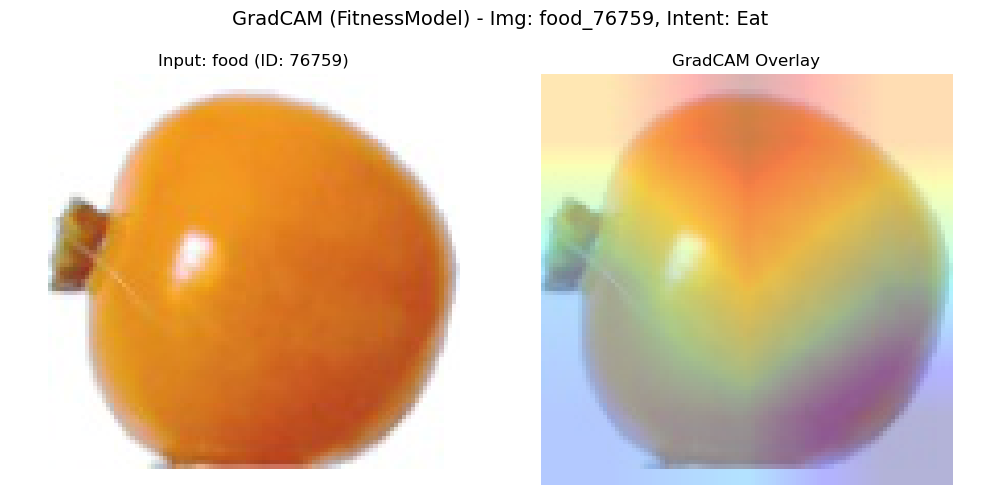 GradCAM (FitnessModel) - Img: food_76759, Intent: Eat
Input: food (ID: 76759)
GradCAM Overlay